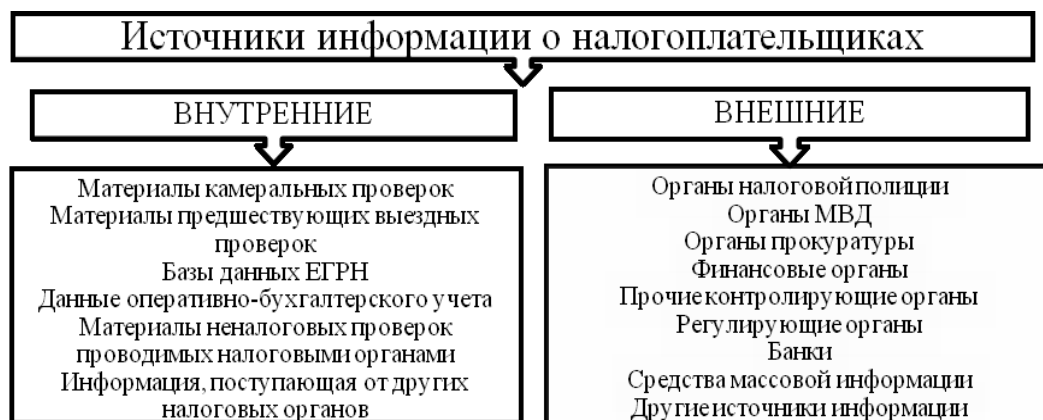 Источники информации о налогоплательщиках
ВНУТРЕННИЕ
ВНЕШНИЕ
Материалы камеральных проверок
Материалы предшествующих выездных
проверок
Базы данных ЕГРН
Данные оперативно-бухгалтерского учета
Материалы неналоговых проверок
проводимых налоговыми органами
Информация, поступающая от других
налоговых органов
Органы налоговой полиции
Органы МВД
Органы прокуратуры
Финансовые органы
Прочие контролирующие органы
Регулирующие органы
Банки
Средства массовой информации
Другие источники информации